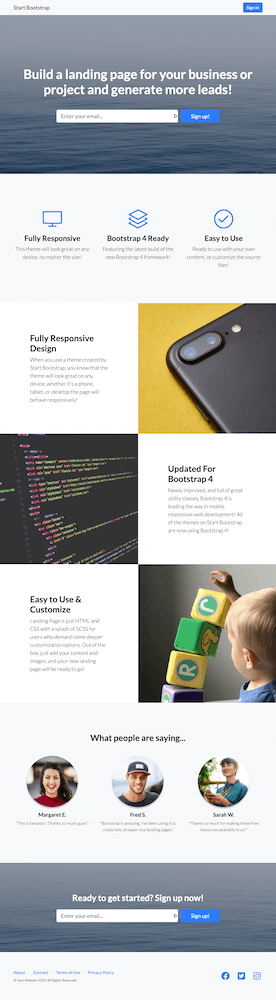 Start Bootstrap
Sign In
Build a landing page for your business or
project and generate more leads!
Enter your email...
Sign up!
Fully Responsive
This theme will look great on any
device, no matter the size!
Bootstrap 4 Ready
Featuring the latest build of the
new Bootstrap 4 framework!
Easy to Use
Ready to use with your own
content, or customize the source
files!
Fully Responsive
Design
When you use a theme created by
Start Bootstrap, you know that the
theme will look great on any
device, whether it's a phone,
tablet, or desktop the page will
behave responsively!
Updated For
Bootstrap 4
Newly improved, and full of great
utility classes, Bootstrap 4 is
leading the way in mobile
responsive web development! All
of the themes on Start Bootstrap
are now using Bootstrap 4!
Easy to Use &
Customize
Landing Page is just HTML and
CSS with a splash of SCSS for
users who demand some deeper
customization options. Out of the
box, just add your content and
images, and your new landing
page will be ready to go!
What people are saying...
Margaret E.
"This is fantastic! Thanks so much guys!"
Fred S.
"Bootstrap is amazing. I've been using it to
create lots of super nice landing pages."
Sarah W.
"Thanks so much for making these free
resources available to us!"
Ready to get started? Sign up now!
Enter your email...
Sign up!
About
Contact
Terms of Use
Privacy Policy
© Your Website 2019. All Rights Reserved.